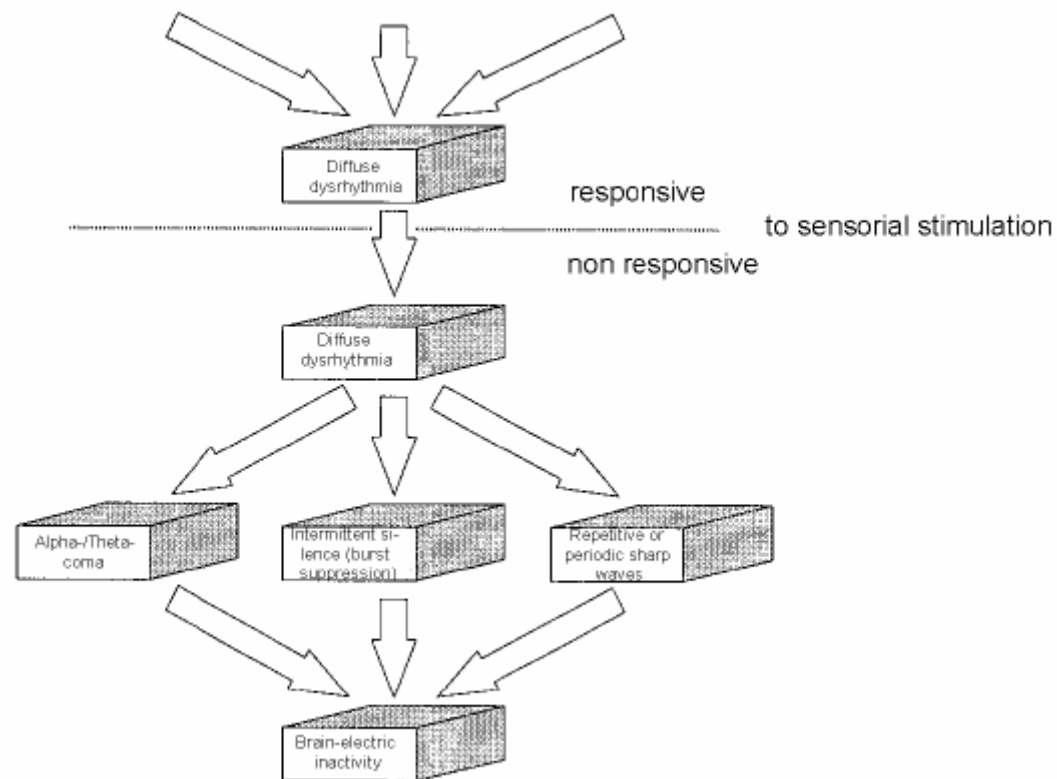 Diffuse
dysrhythmia
responsive
to sensorial stimulation
non responsive
Diffuse
dysrhythmia
Alpha-/Theta-
coma
Intermittent si-
lence (burst
suppression)
Repetitive or
periodic sharp
waves
Brain-electric
inactivity